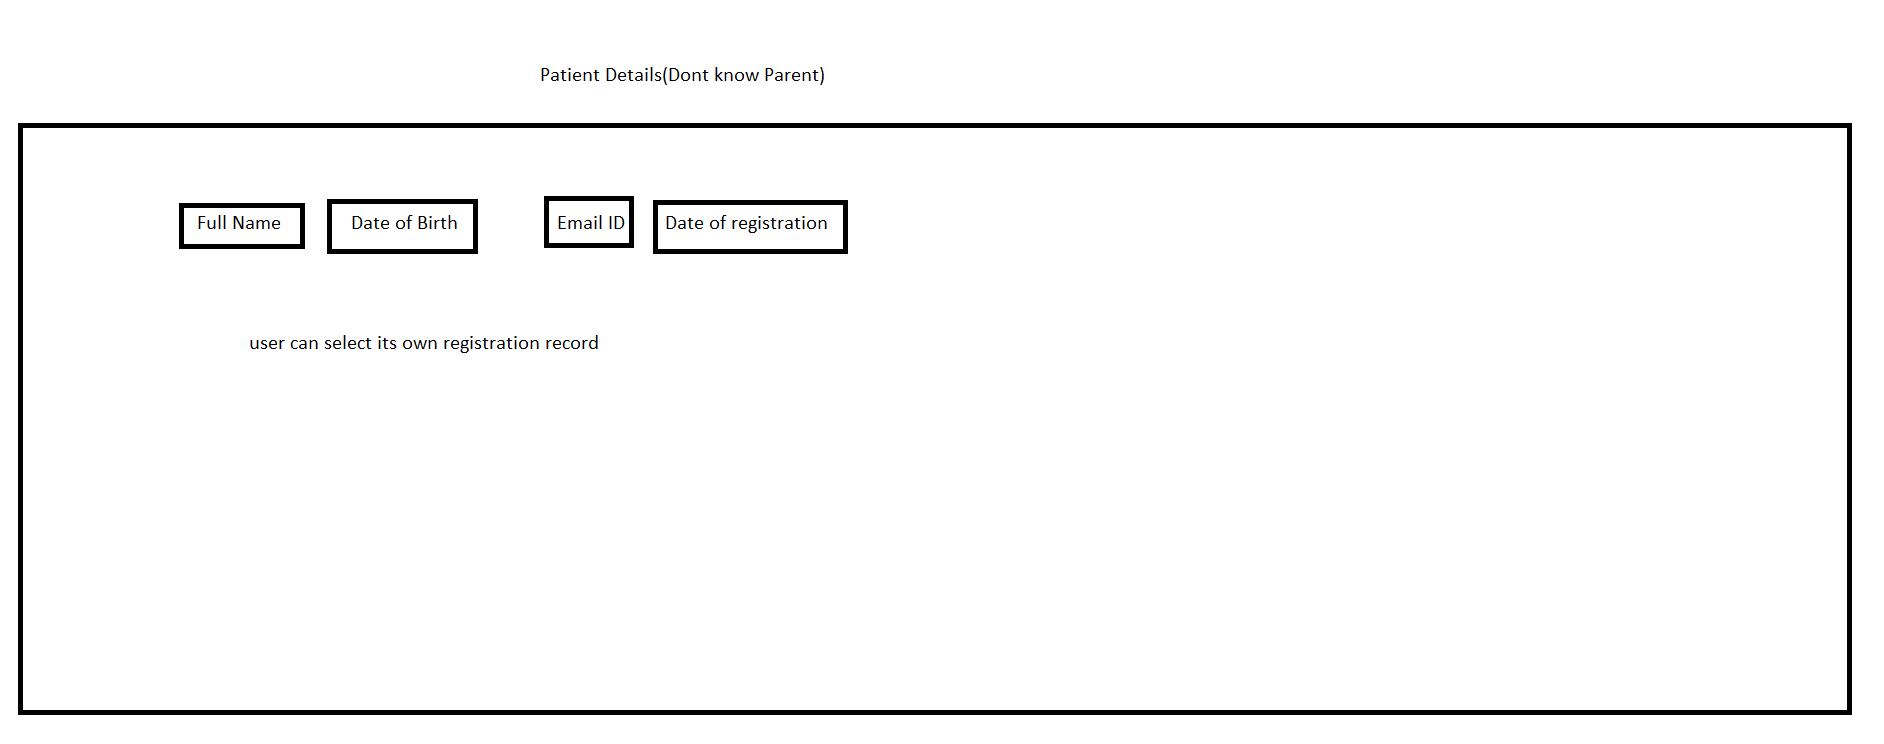 Patient Details(Dont know Parent)
Full Name
Date of Birth
Email ID
Date of registration
user can select its own registration record